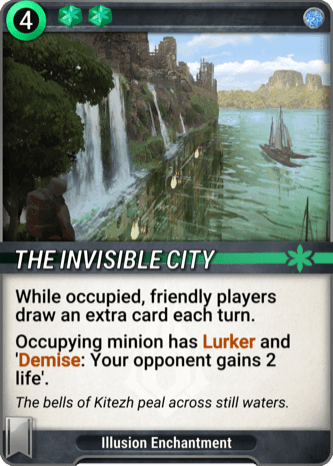 4
THE INVISIBLE CITY
While occupied, friendly players
draw an extra card each turn.
Occupying minion has Lurker and
'Demise: Your opponent gains 2
life'.
The bells of Kitezh peal across still waters.
Illusion Enchantment